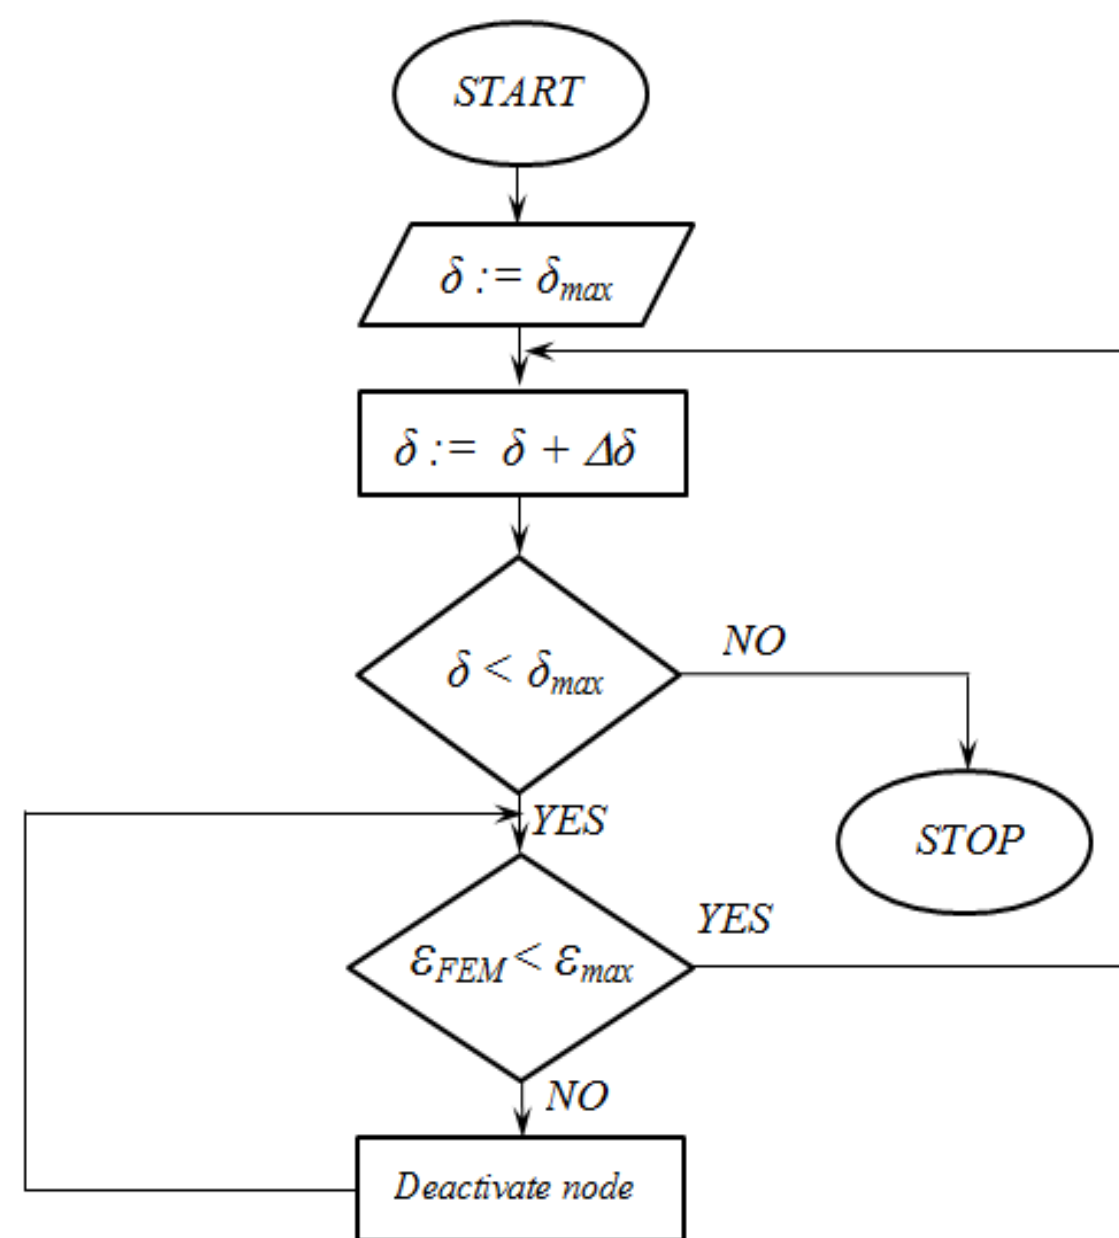 START
δ := δmax
δ := δ + Δδ
δ < δmax
NO
YES
STOP
εFEM < εmax
YES
NO
Deactivate node